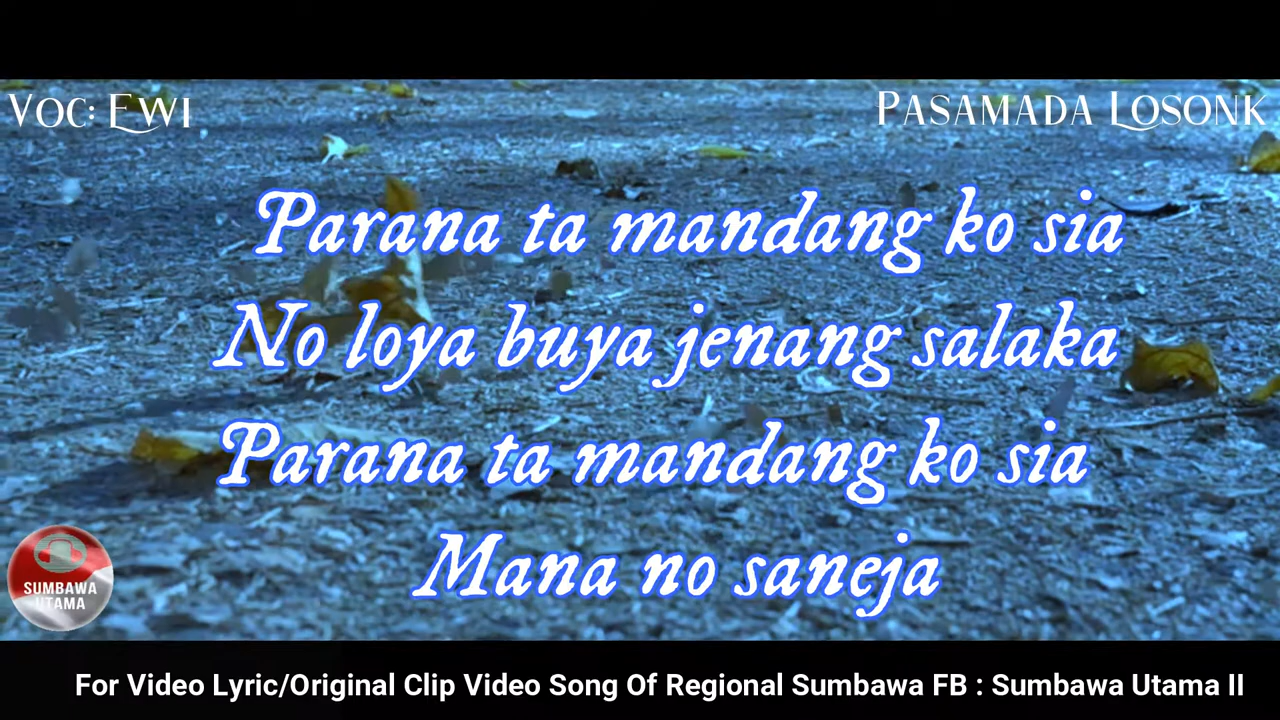 Voc: Ewi
Pasamada Losonk
Parana ta mandang ko sia
No loya buya jenang salaka
Parana ta mandang ko sia
Mana no saneja
SUMBAWA
UTAMA
For Video Lyric/Original Clip Video Song Of Regional Sumbawa FB : Sumbawa Utama II